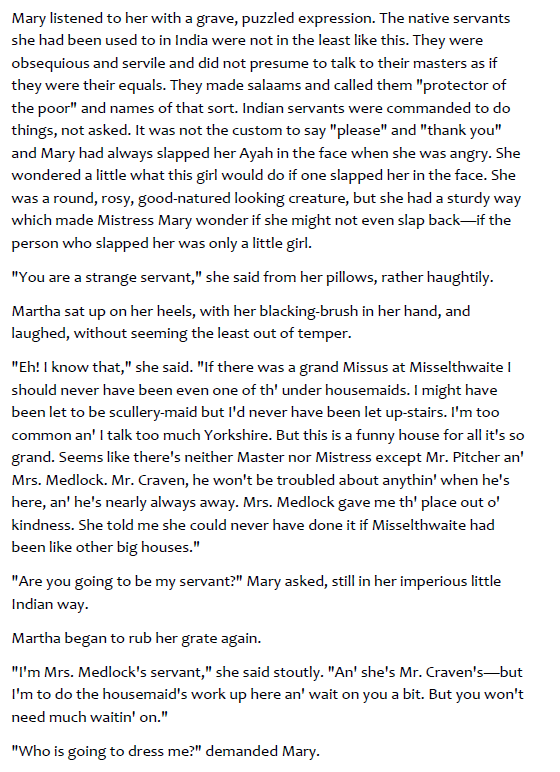 Mary listened to her with a grave, puzzled expression. The native servants
she had been used to in India were not in the least like this. They were
obsequious and servile and did not presume to talk to their masters as if
they were their equals. They made salaams and called them "protector of
the poor" and names of that sort. Indian servants were commanded to do
things, not asked. It was not the custom to say "please" and "thank you"
and Mary had always slapped her Ayah in the face when she was angry. She
wondered a little what this girl would do if one slapped her in the face. She
was a round, rosy, good-natured looking creature, but she had a sturdy way
which made Mistress Mary wonder if she might not even slap back—if the
person who slapped her was only a little girl.
"You are a strange servant," she said from her pillows, rather haughtily.
Martha sat up on her heels, with her blacking-brush in her hand, and
laughed, without seeming the least out of temper.
"Eh! I know that," she said. "If there was a grand Missus at Misselthwaite I
should never have been even one of th' under housemaids. I might have
been let to be scullery-maid but I'd never have been let up-stairs. I'm too
common an' I talk too much Yorkshire. But this is a funny house for all it's so
grand. Seems like there's neither Master nor Mistress except Mr. Pitcher an'
Mrs. Medlock. Mr. Craven, he won't be troubled about anythin' when he's
here, an' he's nearly always away. Mrs. Medlock gave me th' place out o'
kindness. She told me she could never have done it if Misselthwaite had
been like other big houses."
"Are you going to be my servant?" Mary asked, still in her imperious little
Indian way.
Martha began to rub her grate again.
"I'm Mrs. Medlock's servant," she said stoutly. "An' she's Mr. Craven's—but
I'm to do the housemaid's work up here an' wait on you a bit. But you won't
need much waitin' on."
"Who is going to dress me?" demanded Mary.